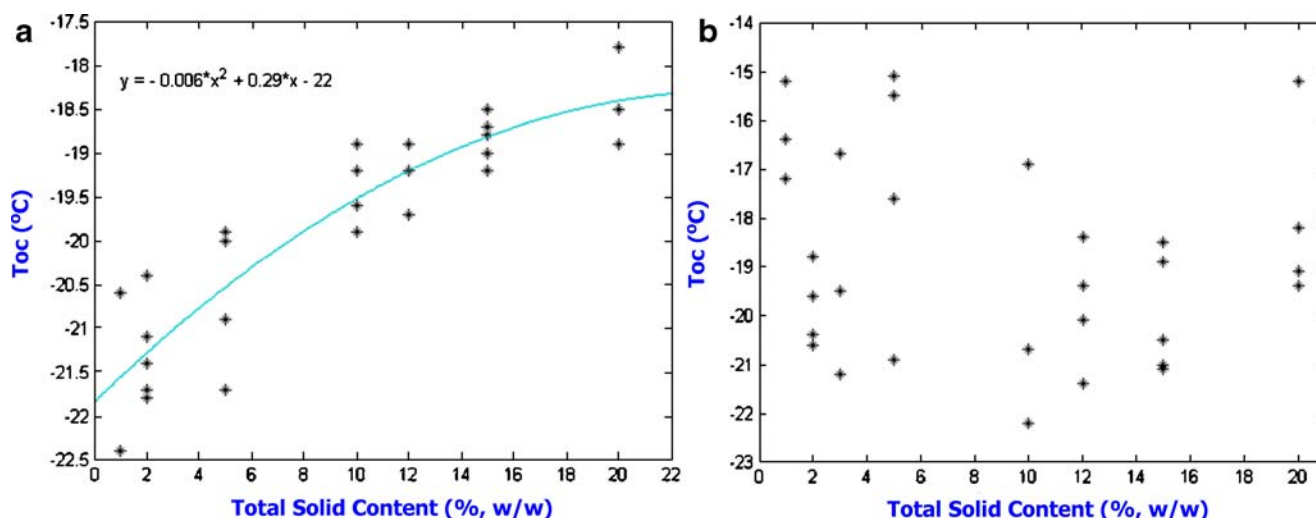 a
y = - 0.006*x² + 0.29*x - 22
-17.5
-18
-18.5
-19
-19.5
-20
-20.5
-21
-21.5
-22
-22.5
Toc (ºC)
0 2 4 6 8 10 12 14 16 18 20 22
Total Solid Content (%, w/w)
b
-14
-15
-16
-17
-18
-19
-20
-21
-22
-23
Toc (ºC)
0 2 4 6 8 10 12 14 16 18 20
Total Solid Content (%, w/w)